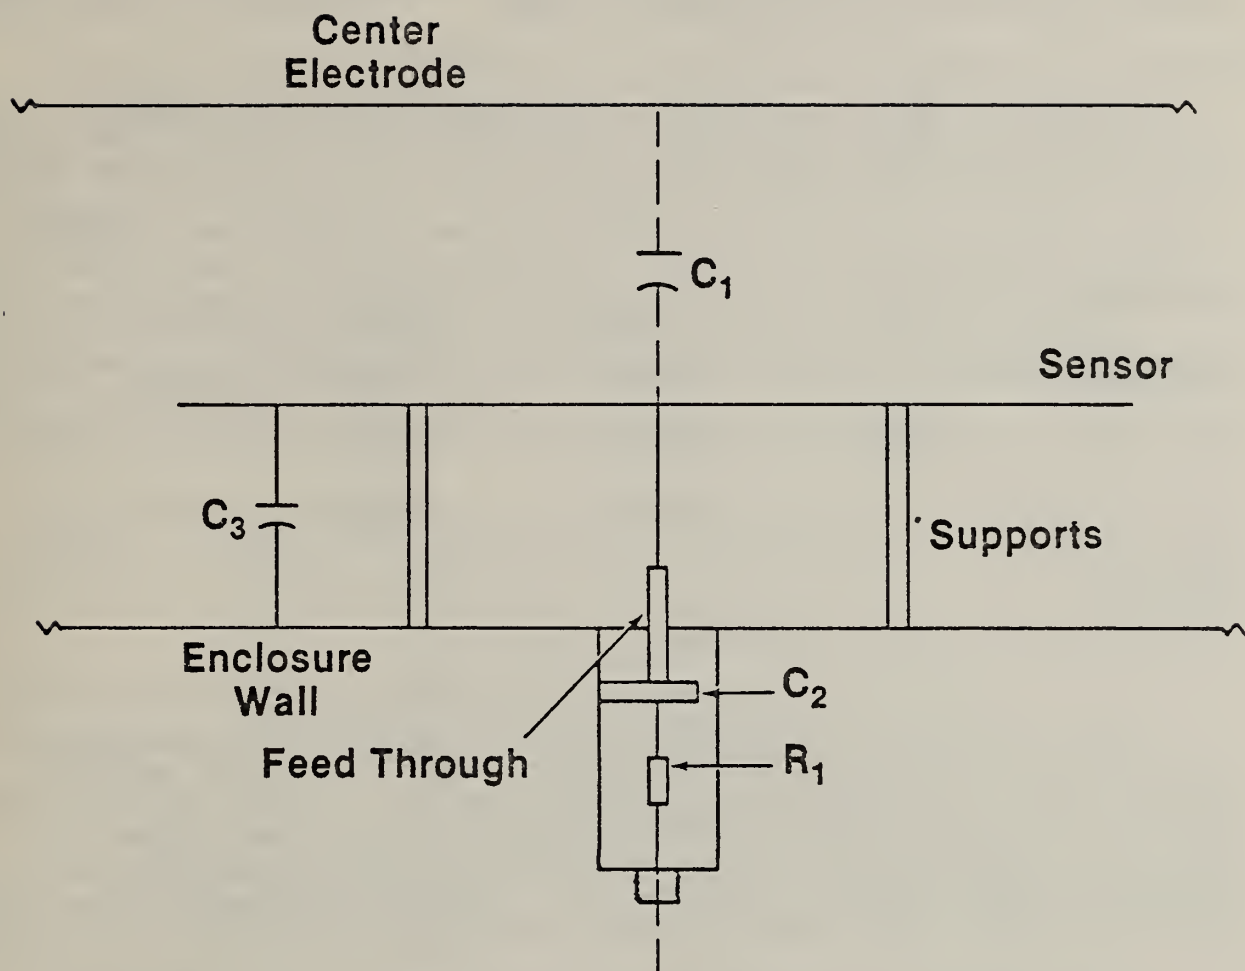 Center
Electrode
C₁
Sensor
C₃
Supports
Enclosure
Wall
C₂
Feed Through
R₁